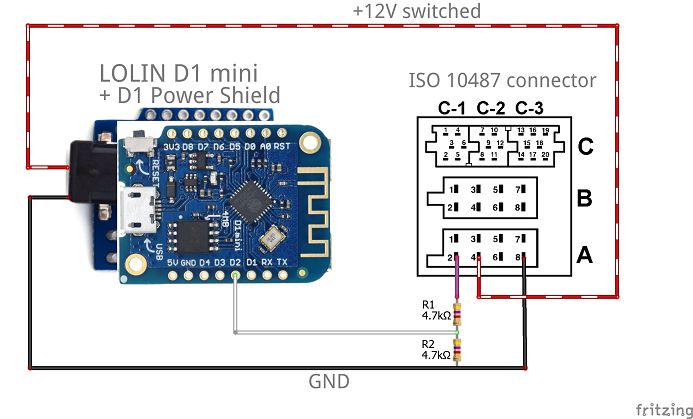 +12V switched
LOLIN D1 mini
+ D1 Power Shield
ISO 10487 connector
C-1 C-2 C-3
1 4 7 10 13 16 19
3 6 9 12 15 18
2 5 8 11 14 17 20
C
1 3 5 7
2 4 6 8
B
1 3 5 7
2 4 6 8
A
3V3 D8 D7 D6 D5 D0 A0 RST
RESET
4MB
D1mini
USB
5V GND D4 D3 D2 D1 RX TX
R1
4.7kΩ
R2
4.7kΩ
GND
fritzing